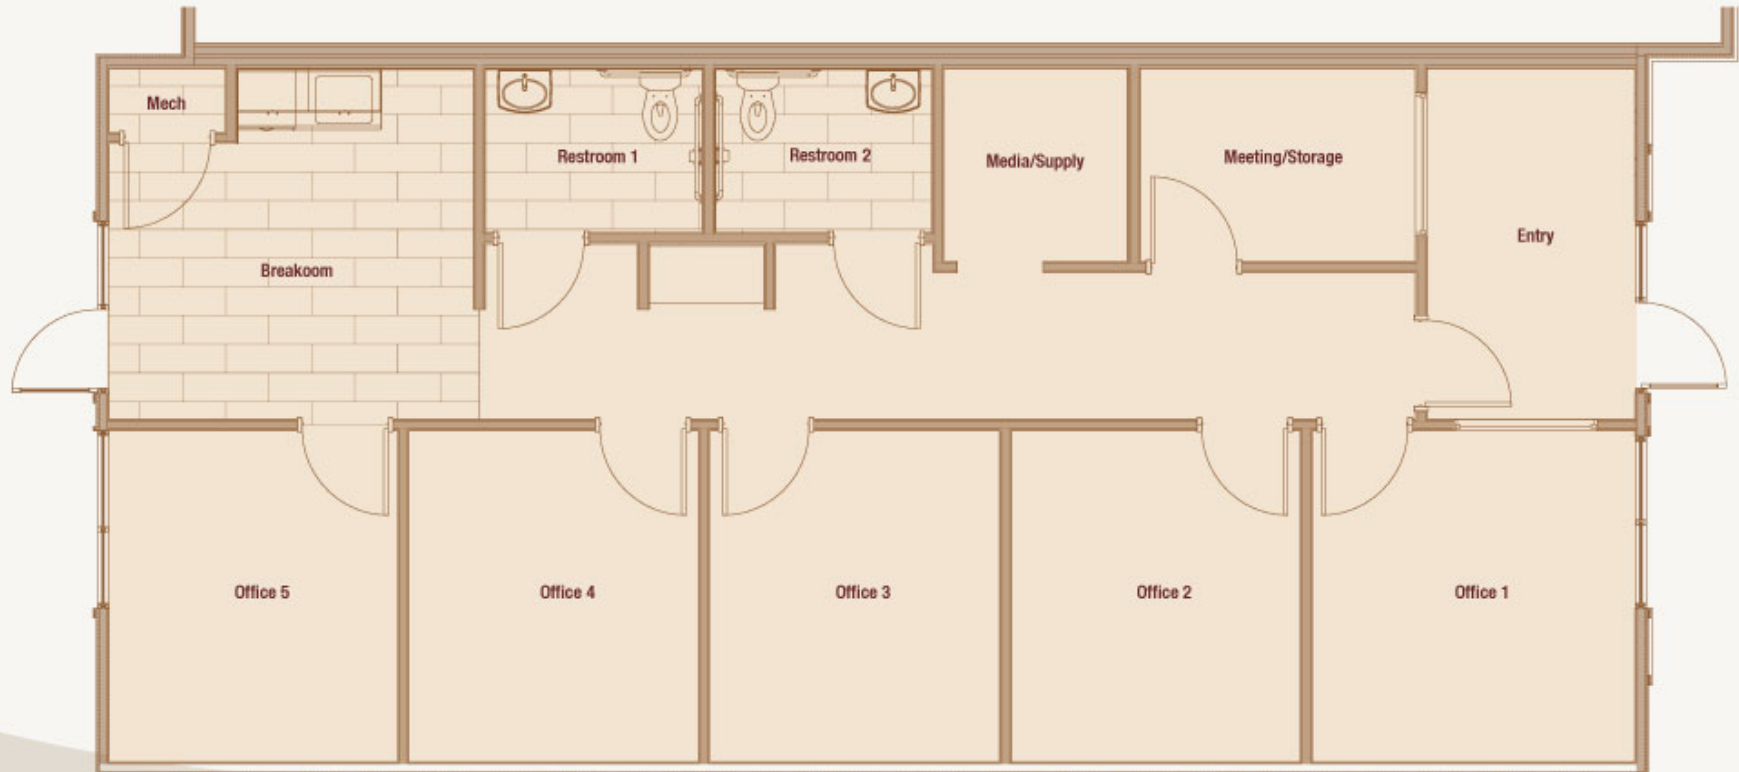 Mech
Restroom 1
Restroom 2
Media/Supply
Meeting/Storage
Entry
Breakoom
Office 5
Office 4
Office 3
Office 2
Office 1